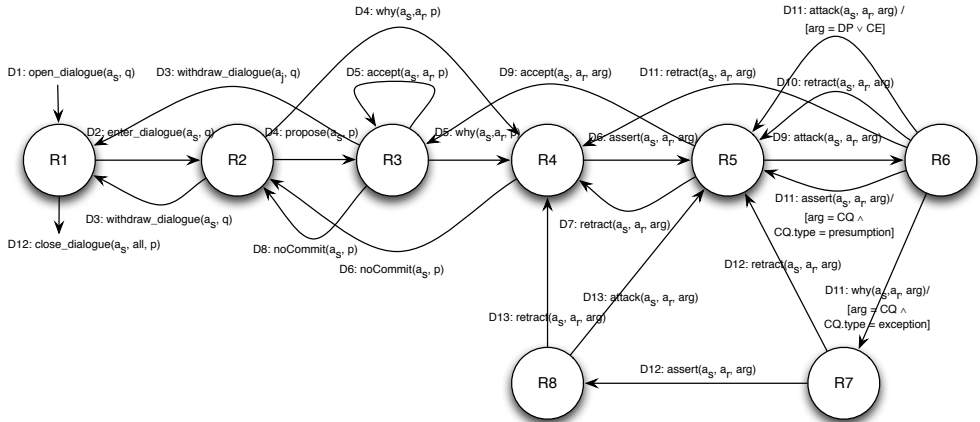 D4: why(as,ar, p)
D11: attack(as, ar, arg) /
[arg = DP ∨ CE]
D1: open_dialogue(as, q)
D3: withdraw_dialogue(aj, q)
D5: accept(as, ar, p)
D9: accept(as, ar, arg)
D11: retract(as, ar, arg)
D10: retract(as, ar, arg)
D2: enter_dialogue(as, q)
D4: propose(as, p)
D5: why(as,ar, p)
D6: assert(as, ar, arg)
D9: attack(as, ar, arg)
R1
R2
R3
R4
R5
R6
D3: withdraw_dialogue(as, q)
D12: close_dialogue(as, all, p)
D8: noCommit(as, p)
D6: noCommit(as, p)
D7: retract(as, ar, arg)
D11: assert(as, ar, arg)/
[arg = CQ ∧
CQ.type = presumption]
D12: retract(as, ar, arg)
D11: why(as,ar, arg)/
[arg = CQ ∧
CQ.type = exception]
D13: attack(as, ar, arg)
D13: retract(as, ar, arg)
D12: assert(as, ar, arg)
R8
R7